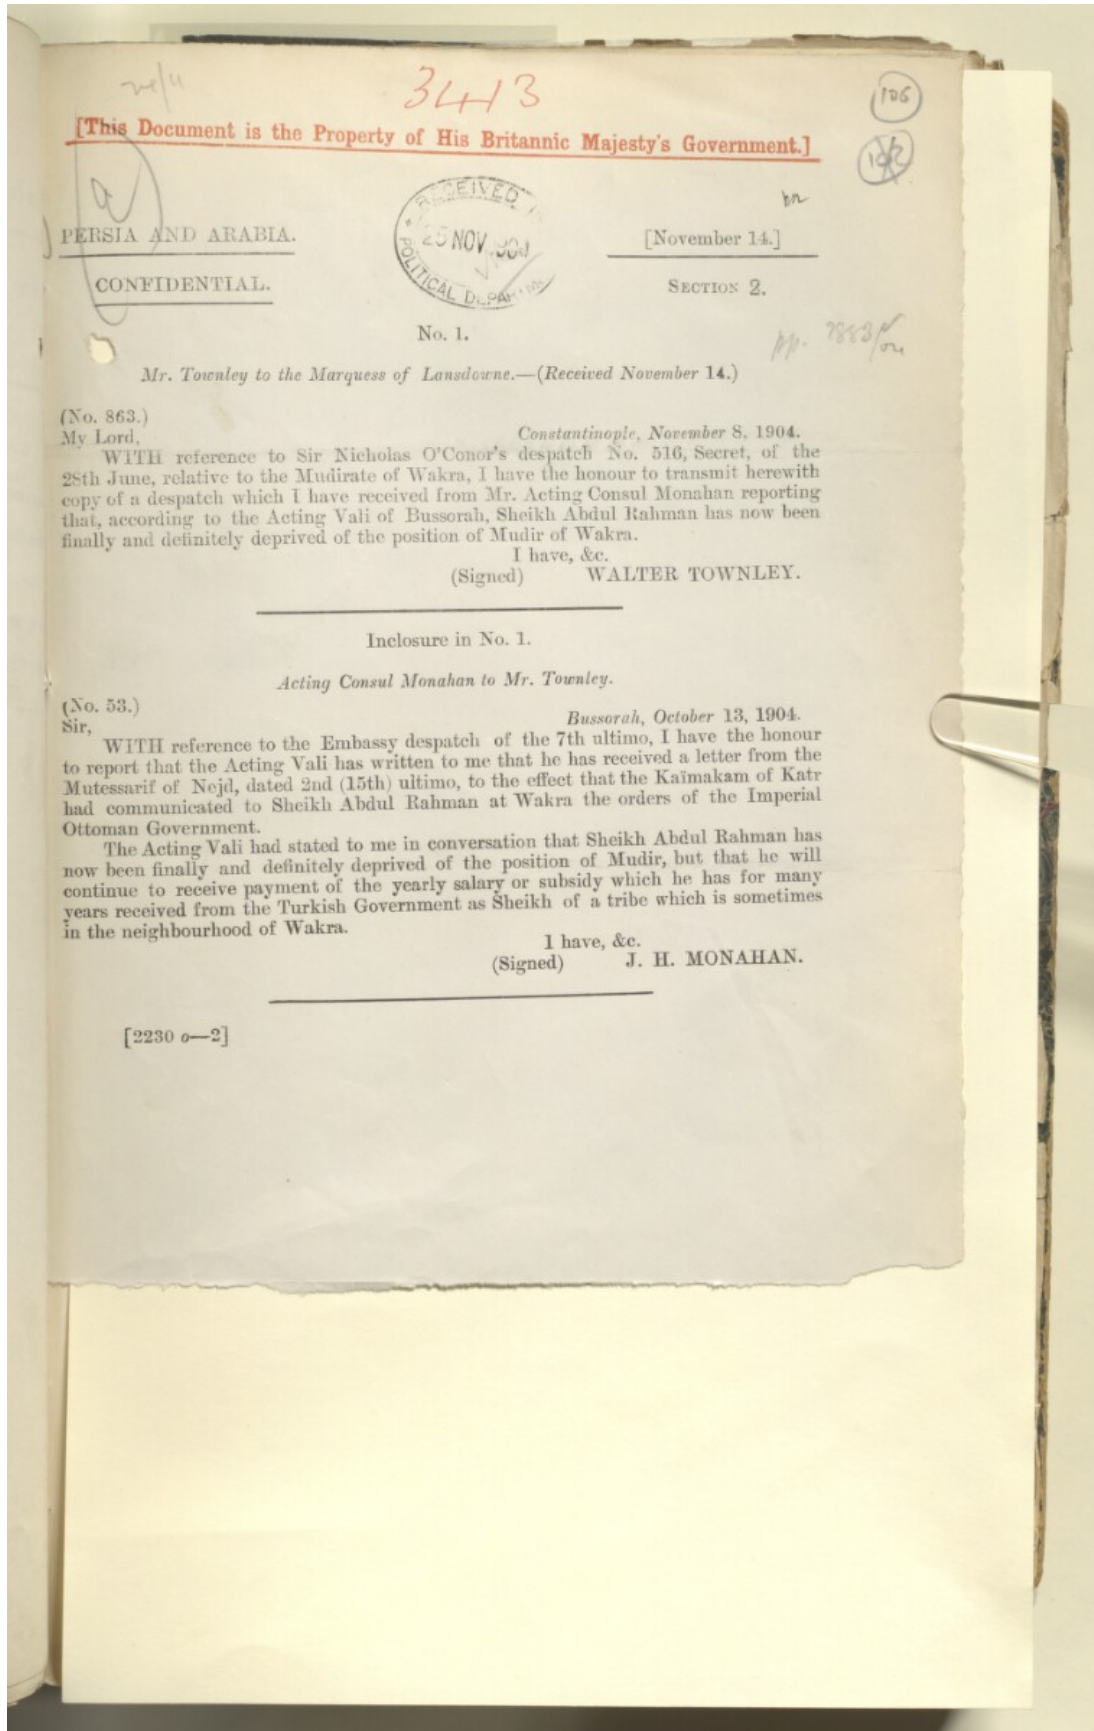 3413
106
[This Document is the Property of His Britannic Majesty's Government.]
a
RECEIVED
25 NOV
POLITICAL DEPARTM
PERSIA AND ARABIA.
[November 14.]
CONFIDENTIAL.
SECTION 2.
No. 1.
Mr. Townley to the Marquess of Lansdowne.—(Received November 14.)
(No. 863.)
My Lord,
Constantinople, November 8, 1904.
WITH reference to Sir Nicholas O'Conor's despatch No. 516, Secret, of the
28th June, relative to the Mudirate of Wakra, I have the honour to transmit herewith
copy of a despatch which I have received from Mr. Acting Consul Monahan reporting
that, according to the Acting Vali of Bussorah, Sheikh Abdul Rahman has now been
finally and definitely deprived of the position of Mudir of Wakra.
I have, &c.
(Signed) WALTER TOWNLEY.
Inclosure in No. 1.
Acting Consul Monahan to Mr. Townley.
(No. 53.)
Sir,
Bussorah, October 13, 1904.
WITH reference to the Embassy despatch of the 7th ultimo, I have the honour
to report that the Acting Vali has written to me that he has received a letter from the
Mutessarif of Nejd, dated 2nd (15th) ultimo, to the effect that the Kaïmakam of Katr
had communicated to Sheikh Abdul Rahman at Wakra the orders of the Imperial
Ottoman Government.
The Acting Vali had stated to me in conversation that Sheikh Abdul Rahman has
now been finally and definitely deprived of the position of Mudir, but that he will
continue to receive payment of the yearly salary or subsidy which he has for many
years received from the Turkish Government as Sheikh of a tribe which is sometimes
in the neighbourhood of Wakra.
I have, &c.
(Signed) J. H. MONAHAN.
[2230 o—2]